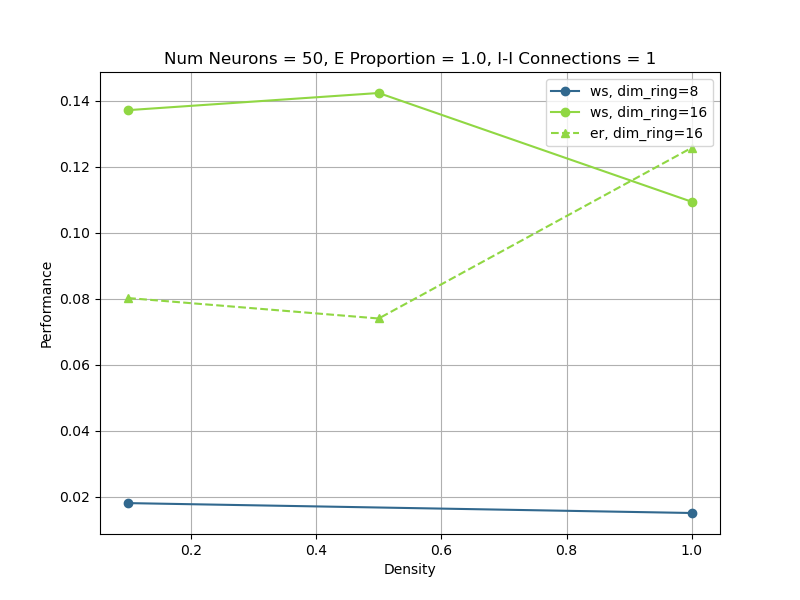 Num Neurons = 50, E Proportion = 1.0, I-I Connections = 1
ws, dim_ring=8
ws, dim_ring=16
er, dim_ring=16
0.14
0.12
0.10
0.08
0.06
0.04
0.02
Performance
0.2 0.4 0.6 0.8 1.0
Density